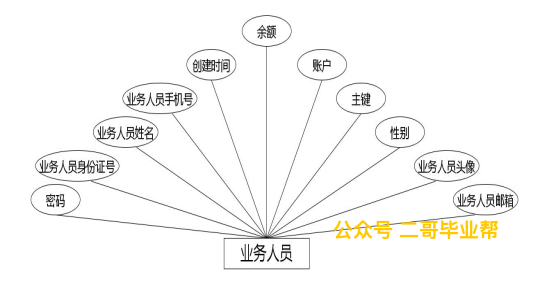 余额
创建时间
账户
业务人员手机号
主键
业务人员姓名
性别
业务人员身份证号
业务人员头像
密码
业务人员邮箱
公众号 二哥毕业帮
业务人员